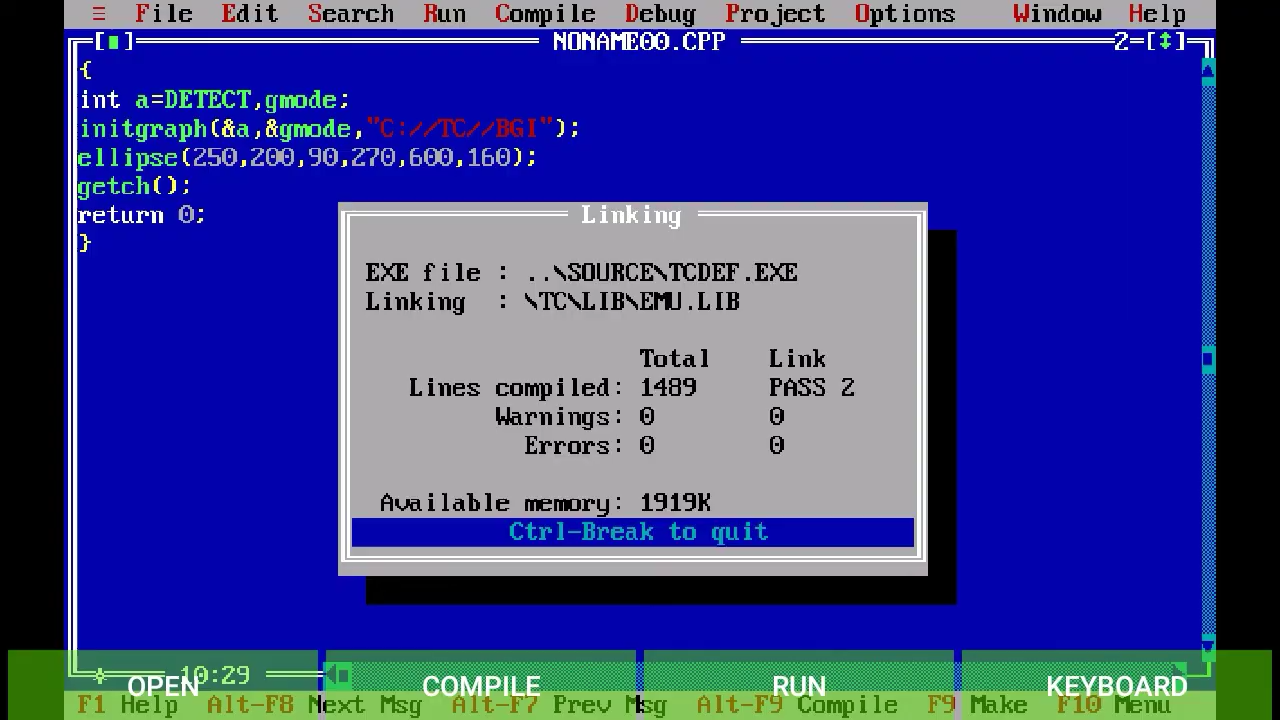 ≡ File Edit Search Run Compile Debug Project Options Window Help
[■] NONAME00.CPP 2=[↕]
{
int a=DETECT,gmode;
initgraph(&a,&gmode,"C://TC//BGI");
ellipse(250,200,90,270,600,160);
getch();
return 0;
}
Linking
EXE file : ..\SOURCE\TCDEF.EXE
Linking : \TC\LIB\EMU.LIB
Total Link
Lines compiled: 1489 PASS 2
Warnings: 0 0
Errors: 0 0
Available memory: 1919K
Ctrl-Break to quit
10:29
OPEN COMPILE RUN KEYBOARD
F1 Help Alt-F8 Next Msg Alt-F7 Prev Msg Alt-F9 Compile F9 Make F10 Menu